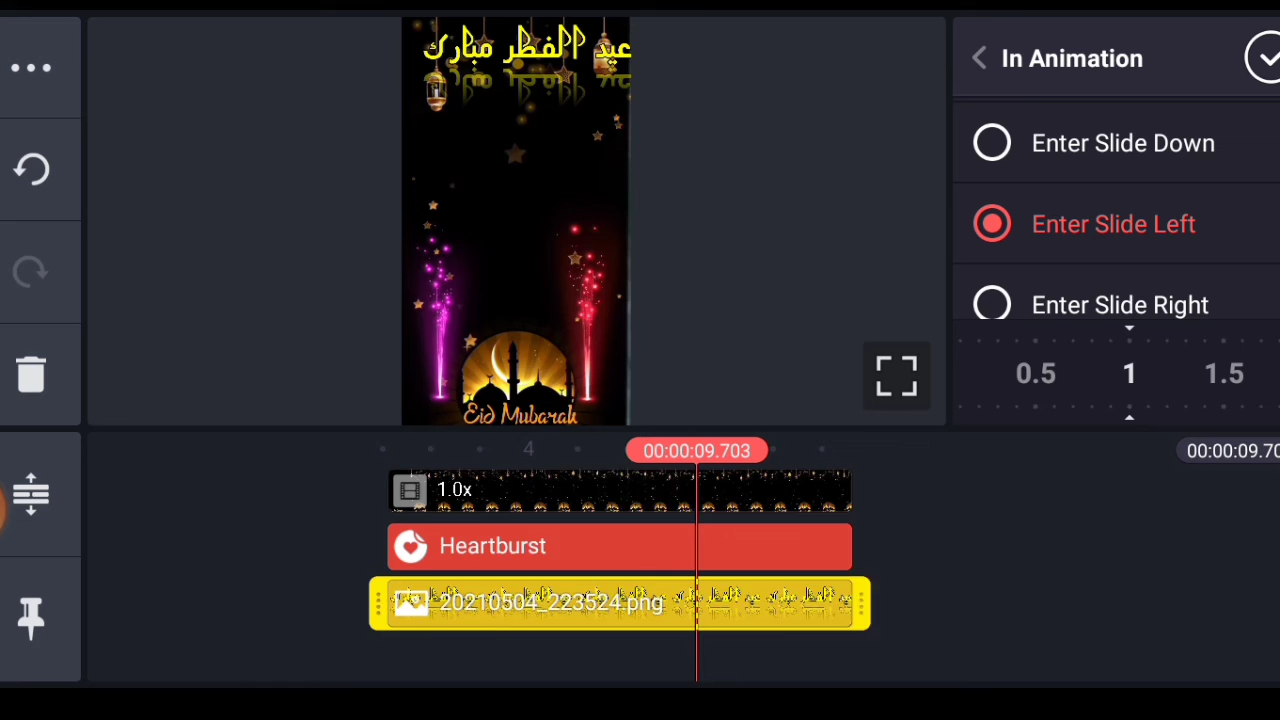 In Animation
عيد الفطر مبارك
Enter Slide Down
Enter Slide Left
Enter Slide Right
0.5 1 1.5
Eid Mubarak
4
00:00:09.703
00:00:09.70
1.0x
Heartburst
20210504_223524.png